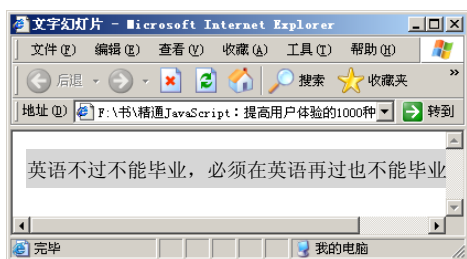 文字幻灯片 - Microsoft Internet Explorer
文件(F) 编辑(E) 查看(V) 收藏(A) 工具(T) 帮助(H)
后退 搜索 收藏夹 »
地址(D) F:\书\精通JavaScript：提高用户体验的1000种 转到
英语不过不能毕业，必须在英语再过也不能毕业
完毕 我的电脑